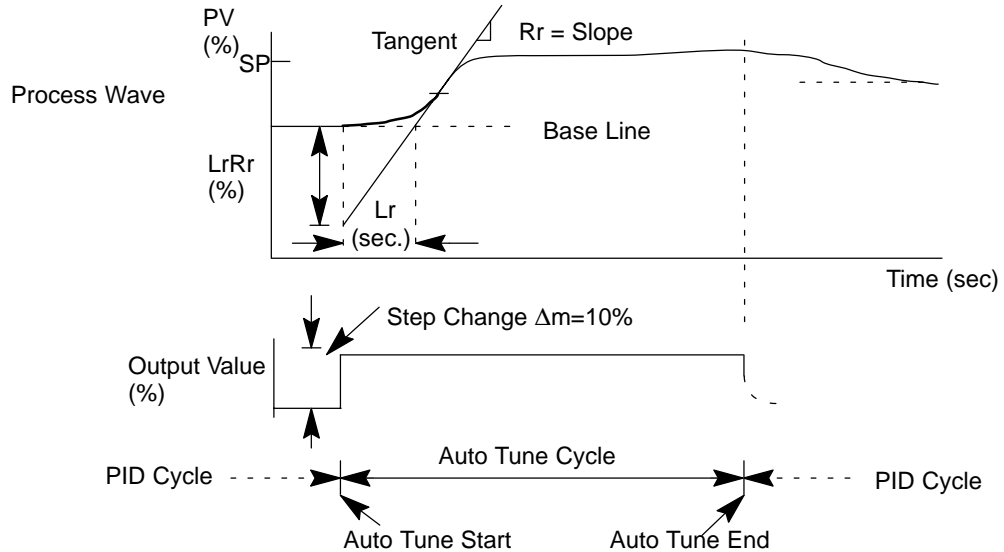 PV
(%)
Tangent
Rr = Slope
SP
Process Wave
Base Line
LrRr
(%)
Lr
(sec.)
Time (sec)
Step Change Δm=10%
Output Value
(%)
Auto Tune Cycle
PID Cycle
PID Cycle
Auto Tune Start
Auto Tune End